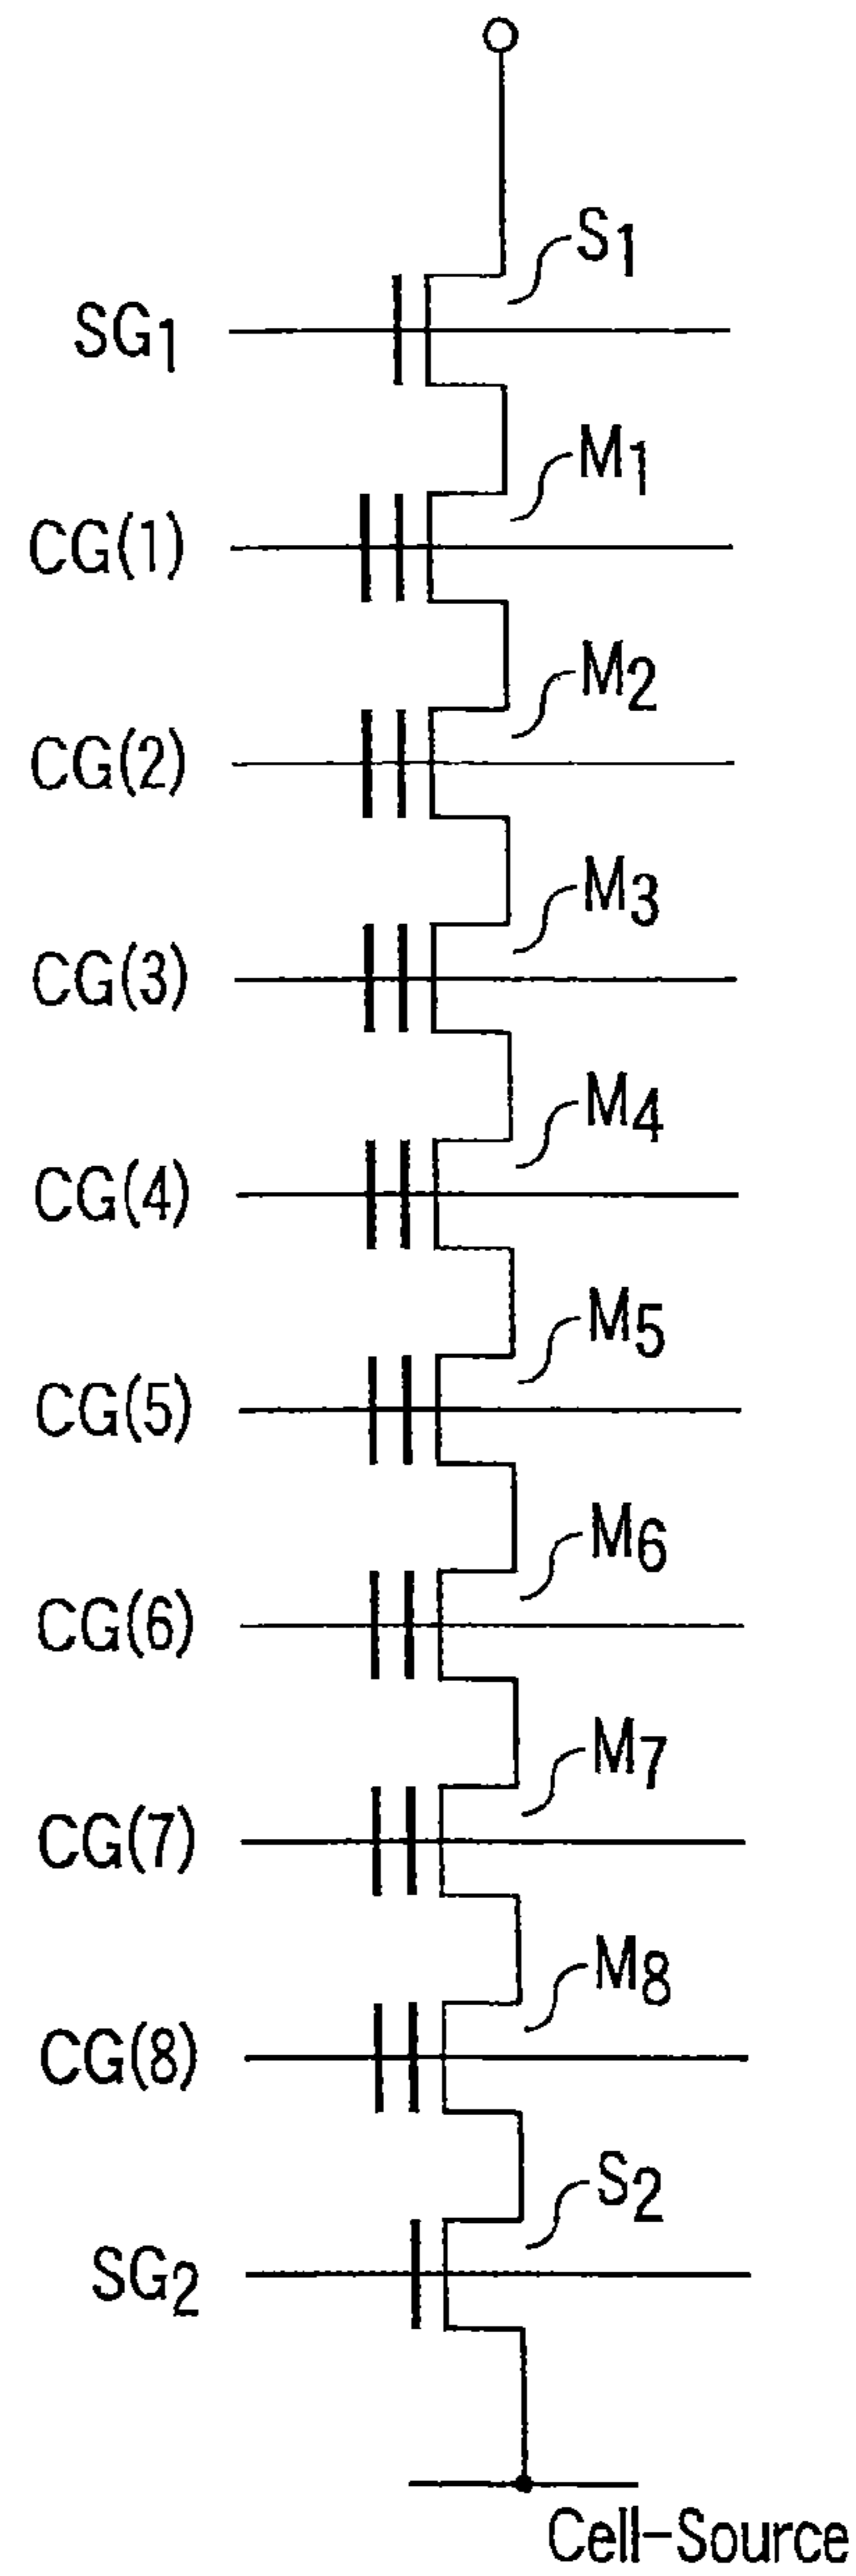 S1
SG1
M1
CG(1)
M2
CG(2)
M3
CG(3)
M4
CG(4)
M5
CG(5)
M6
CG(6)
M7
CG(7)
M8
CG(8)
S2
SG2
Cell-Source